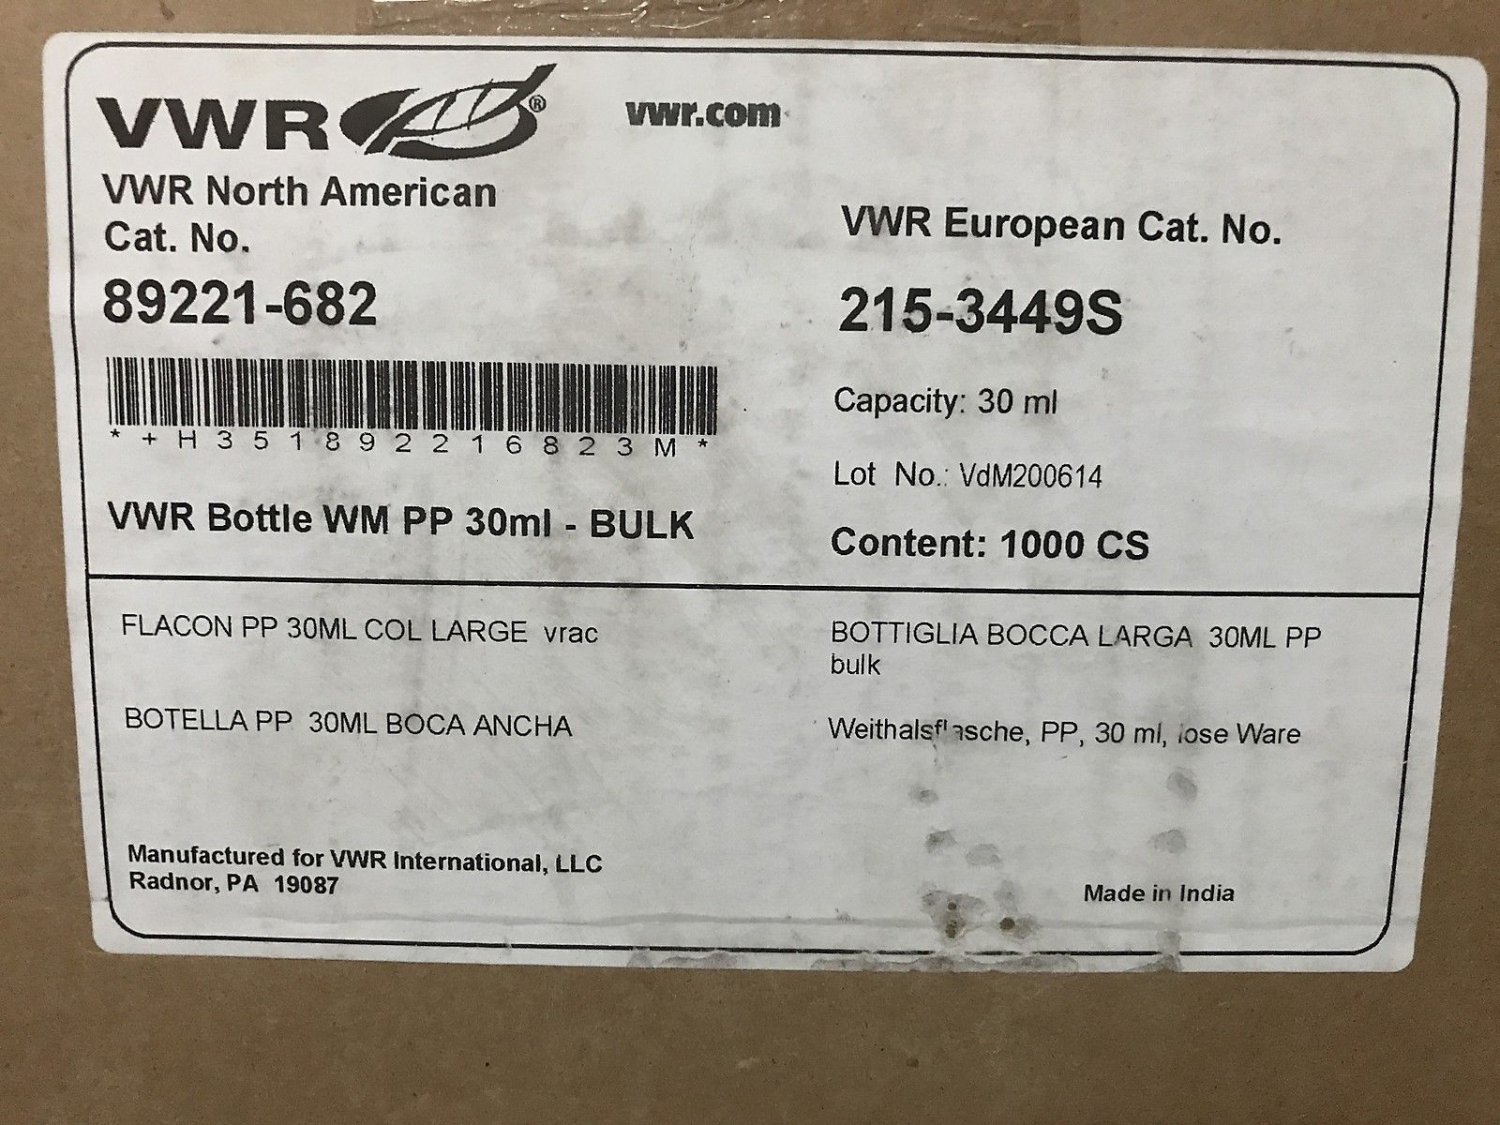 VWR®
vwr.com
VWR North American
Cat. No.
89221-682
*+H351892216823M*
VWR Bottle WM PP 30ml - BULK
VWR European Cat. No.
215-3449S
Capacity: 30 ml
Lot No.: VdM200614
Content: 1000 CS
FLACON PP 30ML COL LARGE vrac
BOTTIGLIA BOCCA LARGA 30ML PP
bulk
BOTELLA PP 30ML BOCA ANCHA
Weithalsflasche, PP, 30 ml, lose Ware
Manufactured for VWR International, LLC
Radnor, PA 19087
Made in India